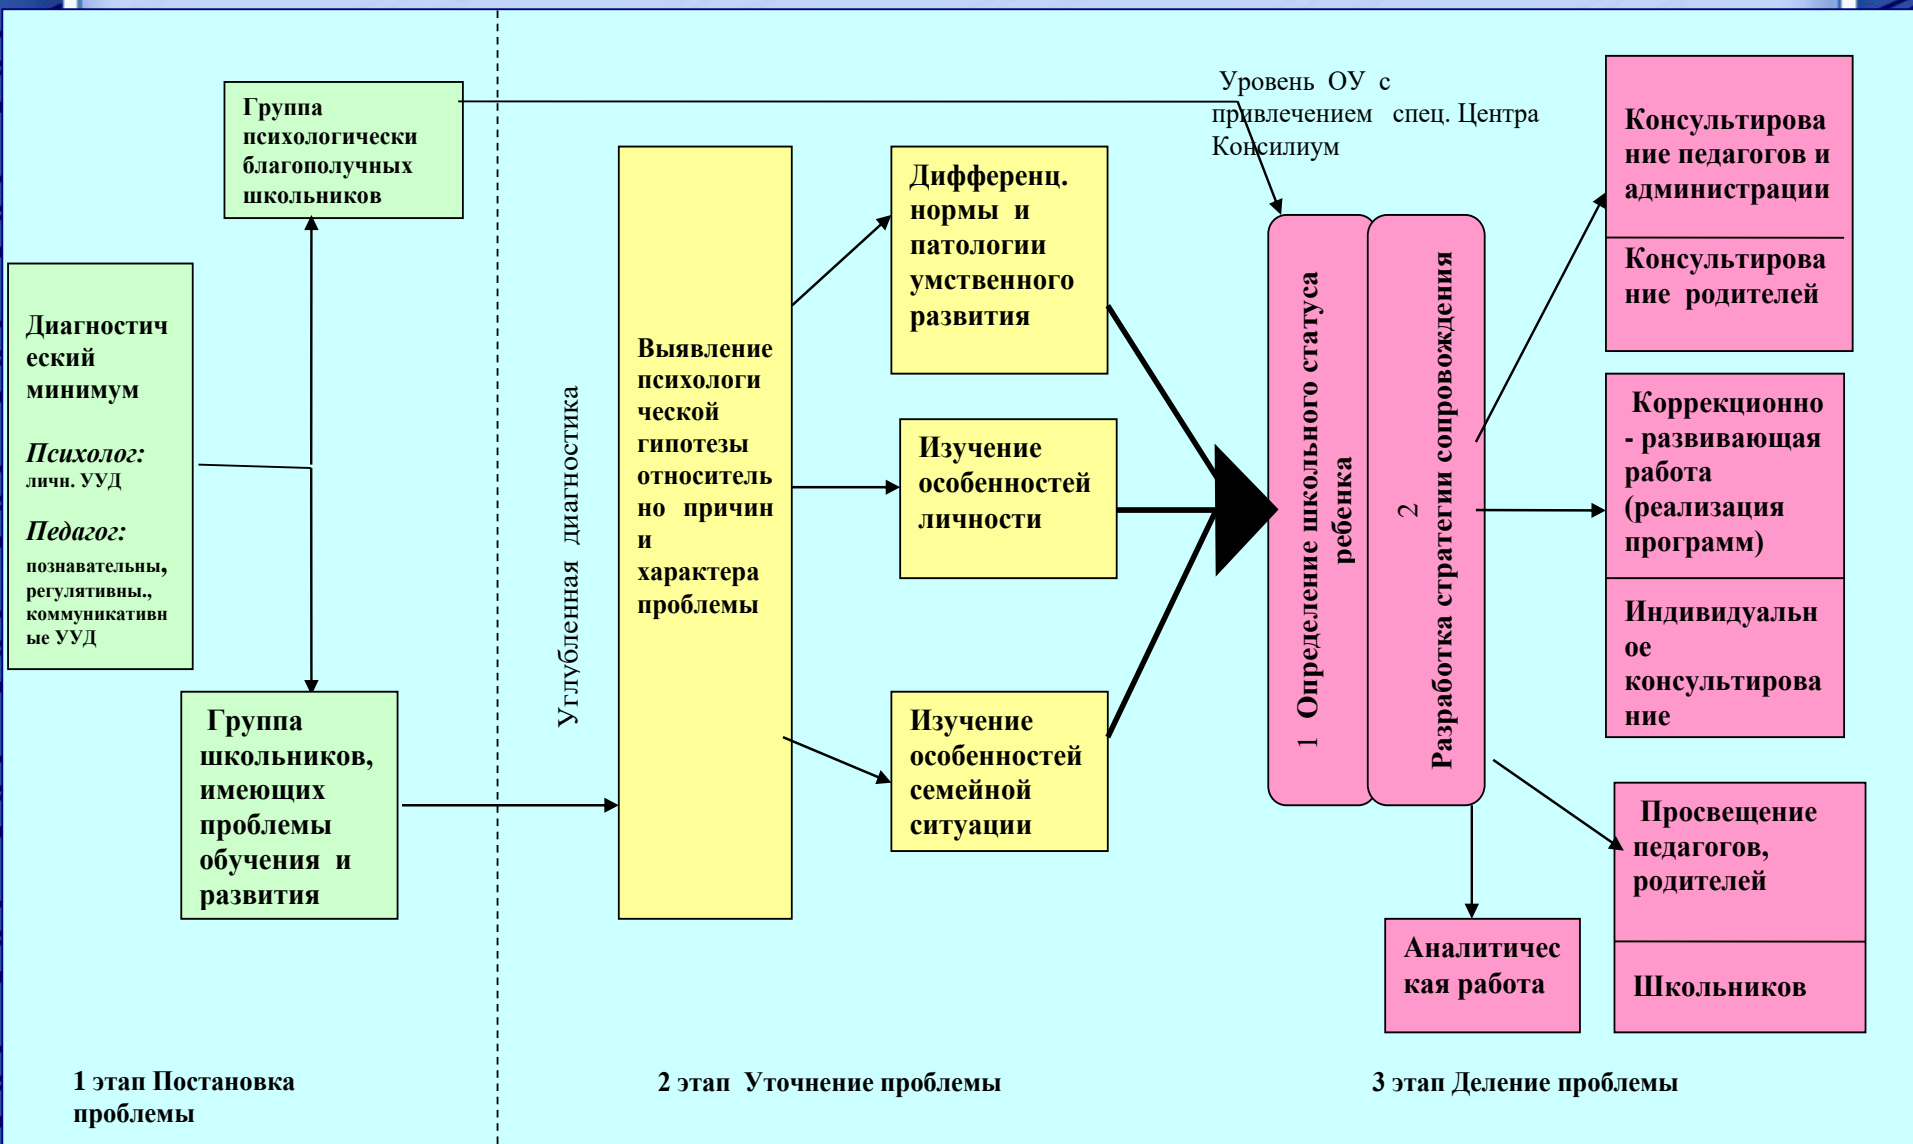 Группа
психологически
благополучных
школьников
Диагностич
еский
минимум
Психолог:
личн. УУД
Педагог:
познавательны,
регулятивны.,
коммуникативн
ые УУД
Группа
школьников,
имеющих
проблемы
обучения и
развития
Углубленная диагностика
Выявление
психологи
ческой
гипотезы
относитель
но причин
и
характера
проблемы
Дифференц.
нормы и
патологии
умственного
развития
Изучение
особенностей
личности
Изучение
особенностей
семейной
ситуации
Уровень ОУ с
привлечением спец. Центра
Консилиум
1 Определение школьного статуса
ребенка
2
Разработка стратегии сопровождения
Консультирова
ние педагогов и
администрации
Консультирова
ние родителей
Коррекционно
- развивающая
работа
(реализация
программ)
Индивидуальн
ое
консультирова
ние
Просвещение
педагогов,
родителей
Школьников
Аналитичес
кая работа
1 этап Постановка
проблемы
2 этап Уточнение проблемы
3 этап Деление проблемы